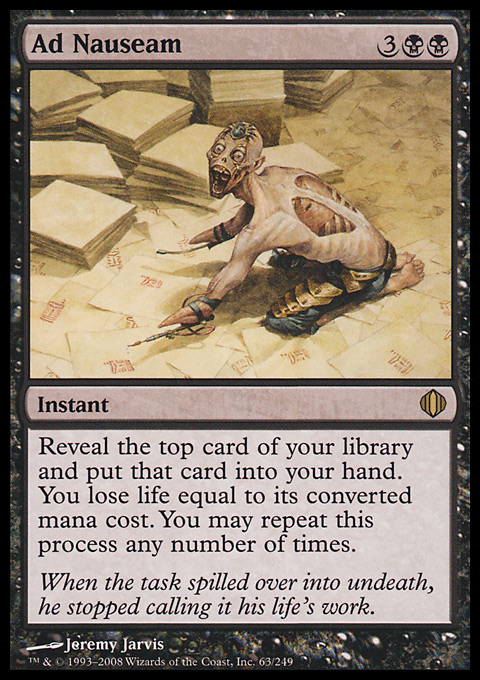 Ad Nauseam 3
Instant
Reveal the top card of your library
and put that card into your hand.
You lose life equal to its converted
mana cost. You may repeat this
process any number of times.
When the task spilled over into undeath,
he stopped calling it his life's work.
Jeremy Jarvis
™ & © 1993–2008 Wizards of the Coast, Inc. 63/249